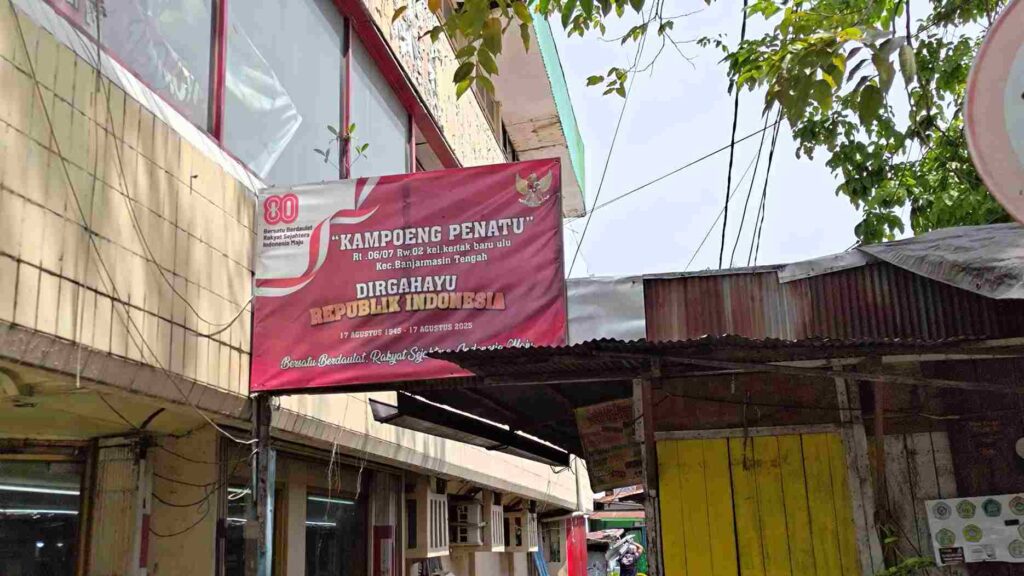 80
Bersatu Berdaulat
Rakyat Sejahtera
Indonesia Maju
"KAMPOENG PENATU"
Rt .06/07 Rw.02 kel.kertak baru ulu
Kec.Banjarmasin Tengah
DIRGAHAYU
REPUBLIK INDONESIA
17 AGUSTUS 1945 - 17 AGUSTUS 2025
Bersatu Berdaulat, Rakyat